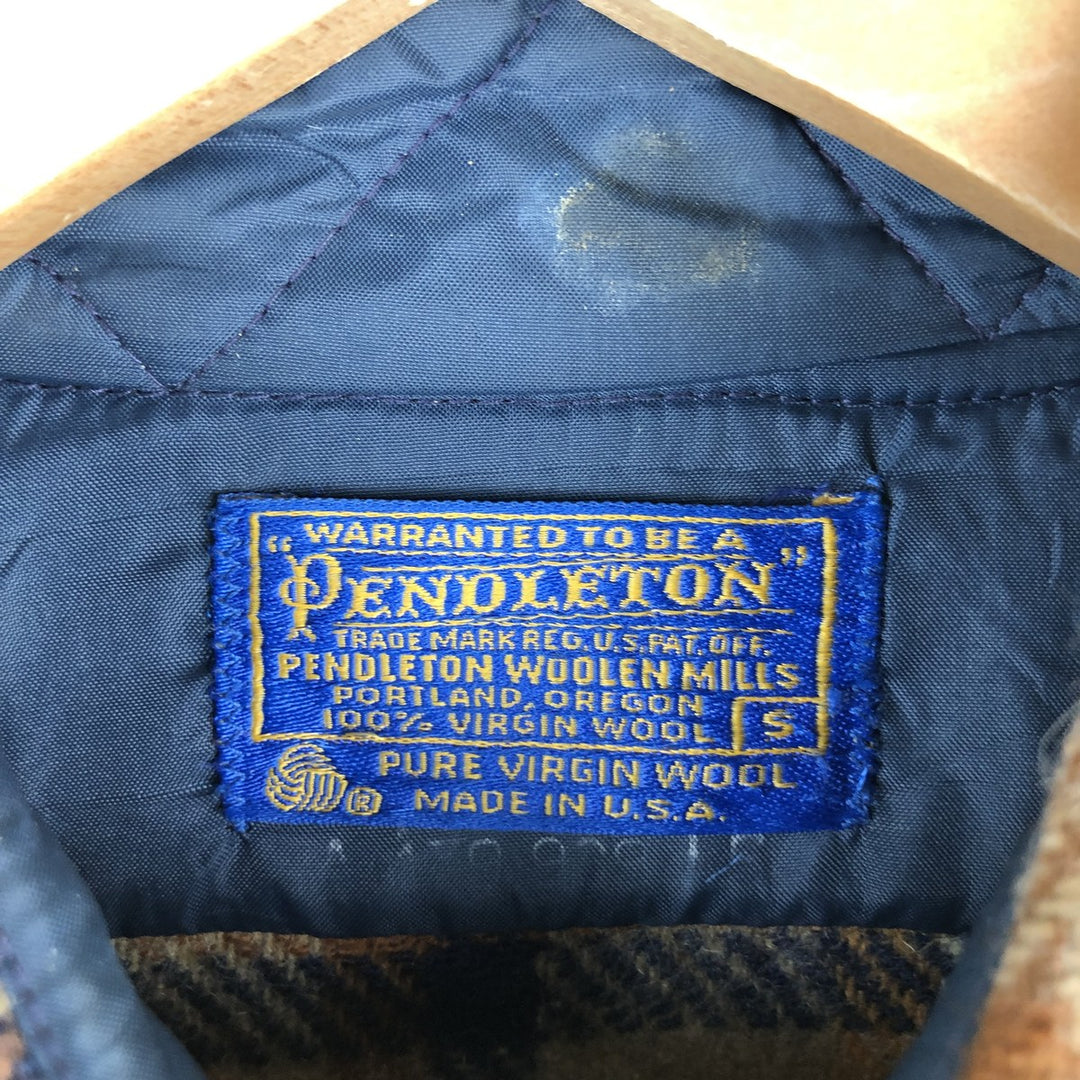 WARRANTED TO BE A
"PENDLETON"
TRADE MARK REG. U.S. PAT. OFF.
PENDLETON WOOLEN MILLS
PORTLAND, OREGON
100% VIRGIN WOOL S
PURE VIRGIN WOOL
® MADE IN U.S.A.